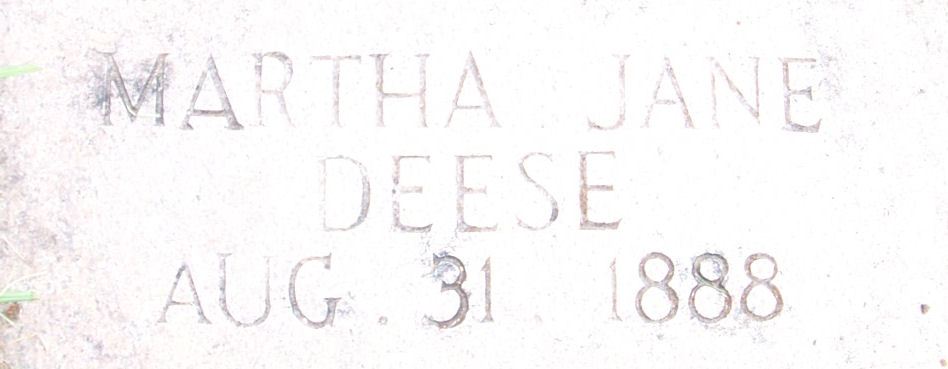 MARTHA JANE
DEESE
AUG. 31. 1888